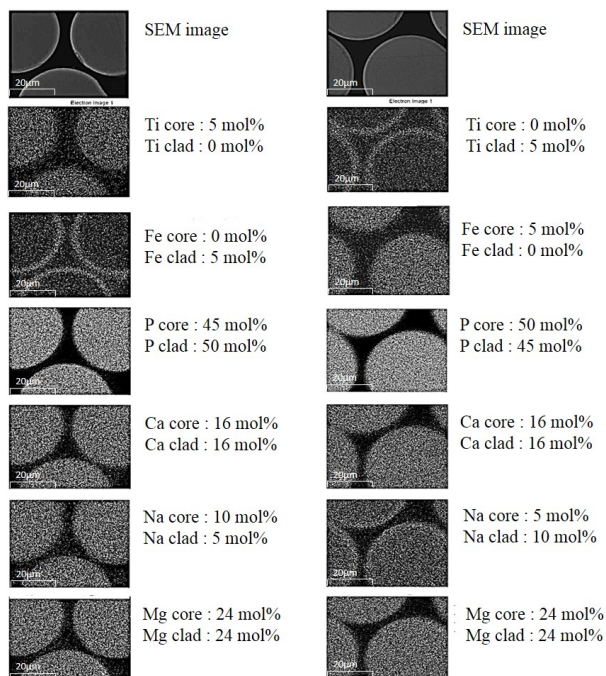 SEM image
20μm
Electron Image 1
Ti core : 5 mol%
Ti clad : 0 mol%
20μm
Fe core : 0 mol%
Fe clad : 5 mol%
20μm
P core : 45 mol%
P clad : 50 mol%
20μm
Ca core : 16 mol%
Ca clad : 16 mol%
20μm
Na core : 10 mol%
Na clad : 5 mol%
20μm
Mg core : 24 mol%
Mg clad : 24 mol%
20μm
SEM image
20μm
Electron Image 1
Ti core : 0 mol%
Ti clad : 5 mol%
20μm
Fe core : 5 mol%
Fe clad : 0 mol%
20μm
P core : 50 mol%
P clad : 45 mol%
20μm
Ca core : 16 mol%
Ca clad : 16 mol%
20μm
Na core : 5 mol%
Na clad : 10 mol%
20μm
Mg core : 24 mol%
Mg clad : 24 mol%
20μm